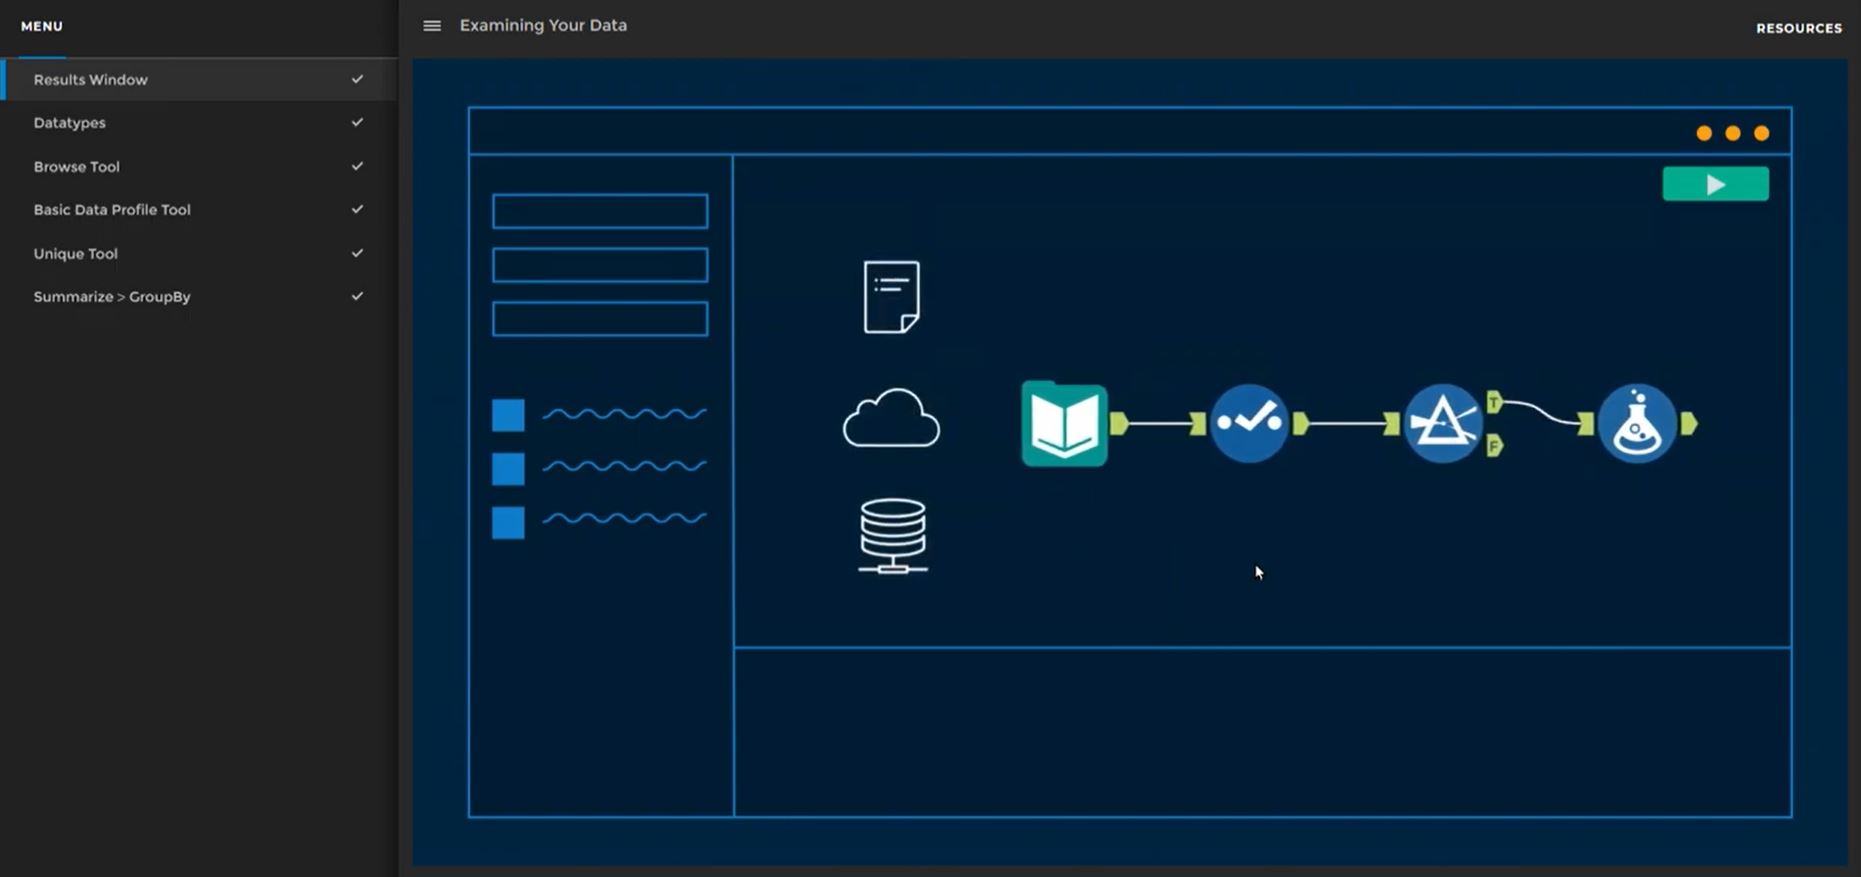 MENU
Examining Your Data
RESOURCES
Results Window
Datatypes
Browse Tool
Basic Data Profile Tool
Unique Tool
Summarize > GroupBy
T
F